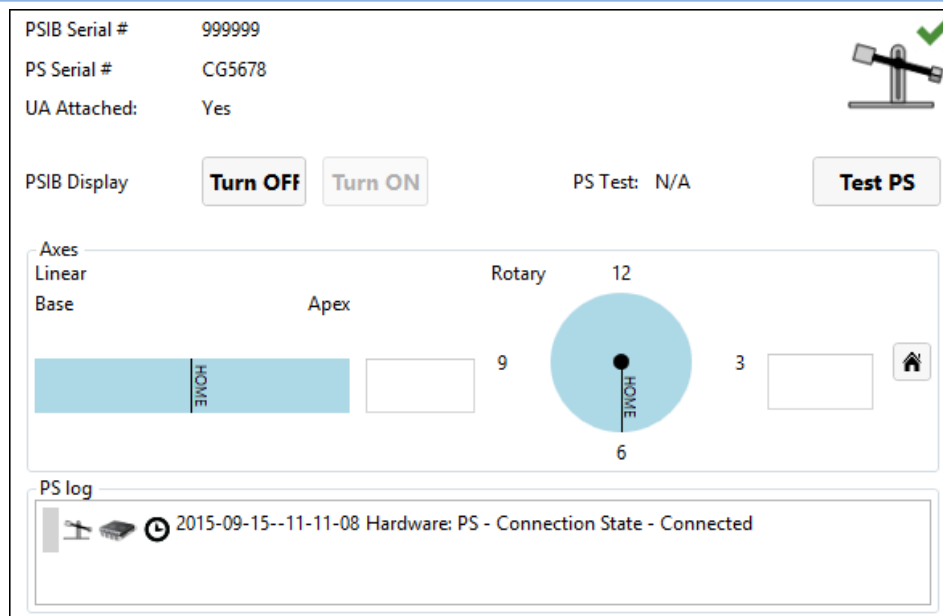 PSIB Serial # 999999
PS Serial # CG5678
UA Attached: Yes
PSIB Display Turn OFF Turn ON PS Test: N/A Test PS
Axes
Linear Rotary 12
Base Apex
HOME 9 HOME 3
6
PS log
2015-09-15--11-11-08 Hardware: PS - Connection State - Connected